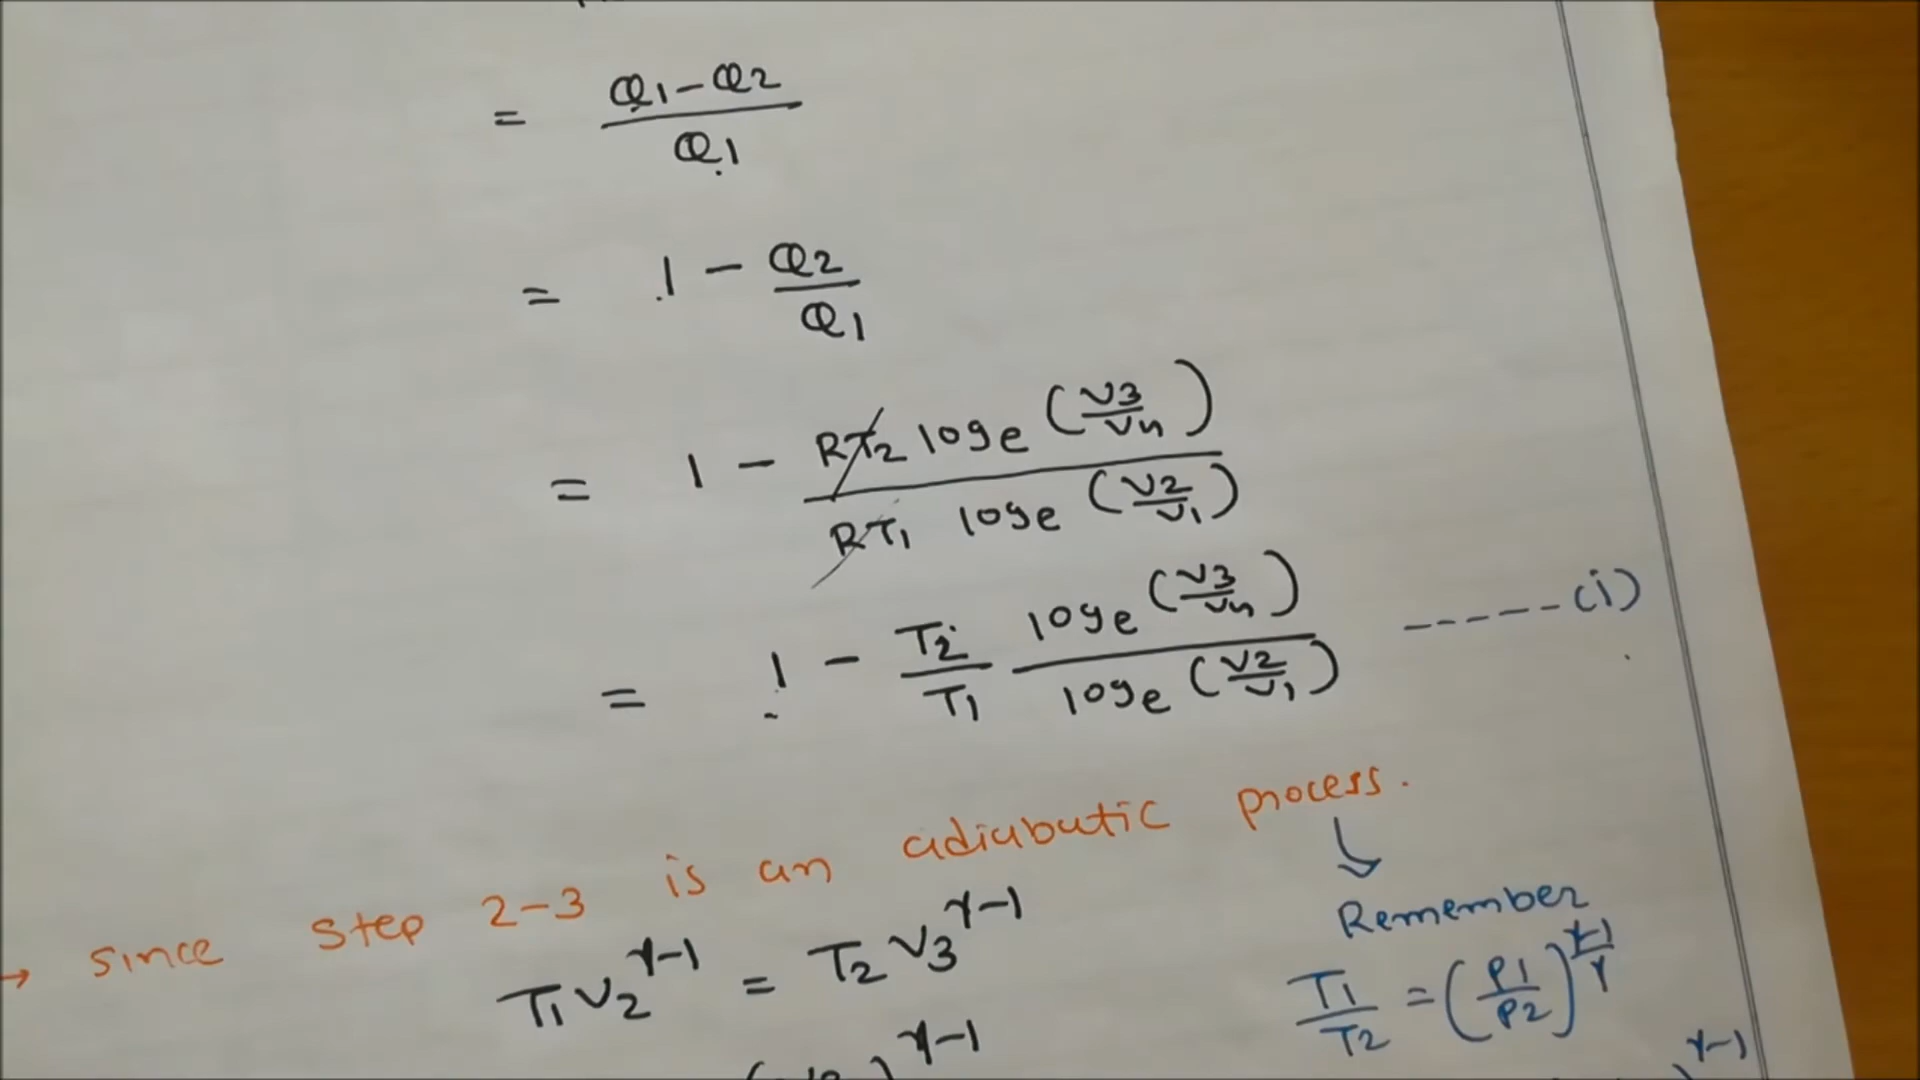 = Q1-Q2 / Q1
= 1 - Q2 / Q1
= 1 - RT2 loge (V3/V4) / RT1 loge (V2/V1)
= 1 - T2/T1 loge (V3/V4) / loge (V2/V1) -----(i)
→ since step 2-3 is an adiabatic process.
Remember
T1V2^γ-1 = T2V3^γ-1
T1/T2 = (P1/P2)^γ-1/γ
γ-1
γ-1